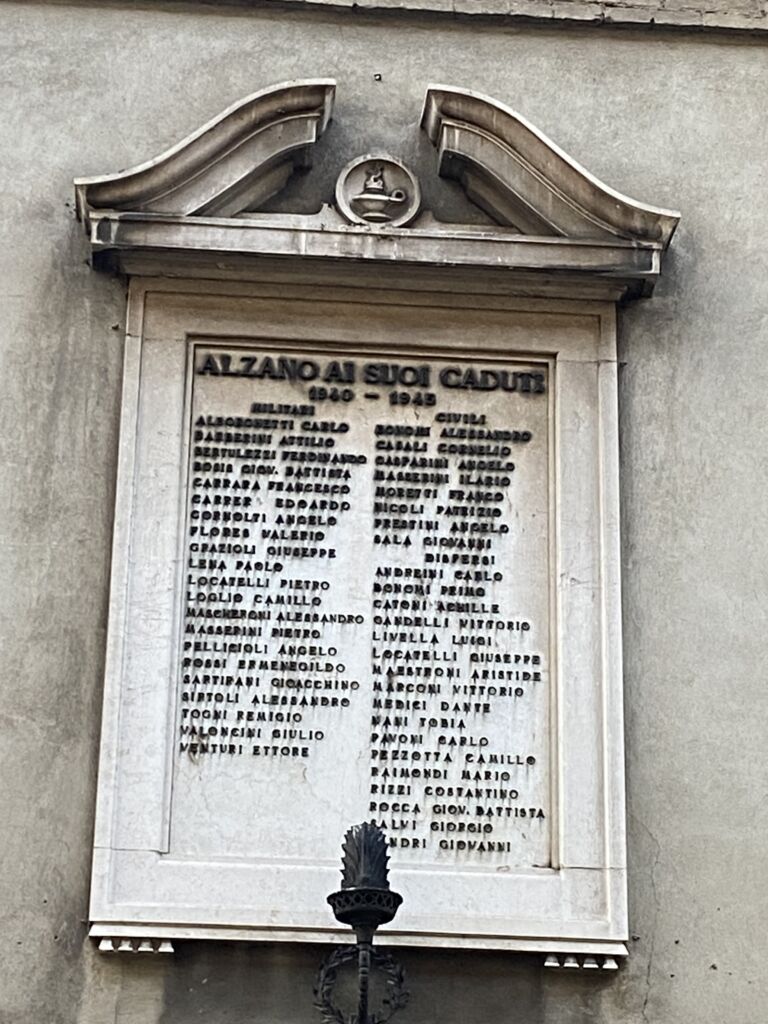 ALZANO AI SUOI CADUTI
1940 - 1945
MILITARI
ALBORGHETTI CARLO
BARBERINI ATTILIO
BERTULEZZI FERDINANDO
BOSIS GIOV. BATTISTA
CARRARA FRANCESCO
CARRER EDOARDO
CORNOLTI ANGELO
FLORES VALERIO
GRAZIOLI GIUSEPPE
LENA PAOLO
LOCATELLI PIETRO
LOGLIO CAMILLO
MASCHERONI ALESSANDRO
MASSERINI PIETRO
PELLICIOLI ANGELO
ROSSI ERMENEGILDO
SARTIRANI GIOACCHINO
SIRTOLI ALESSANDRO
TOGNI REMIGIO
VALONCINI GIULIO
VENTURI ETTORE
CIVILI
BONOMI ALESSANDRO
CASALI CORNELIO
GASPARINI ANGELO
MASSERINI ILARIO
MORETTI FRANCO
NICOLI PATRIZIO
PRESTINI ANGELO
SALA GIOVANNI
DISPERSI
ANDREINI CARLO
BONOMI PRIMO
CATONI ACHILLE
GANDELLI VITTORIO
LIVELLA LUIGI
LOCATELLI GIUSEPPE
MAESTRONI ARISTIDE
MARCONI VITTORIO
MEDICI DANTE
NANI TOBIA
PAVONI CARLO
PEZZOTTA CAMILLO
RAIMONDI MARIO
RIZZI COSTANTINO
ROCCA GIOV. BATTISTA
SALVI GIORGIO
GIOVANNI